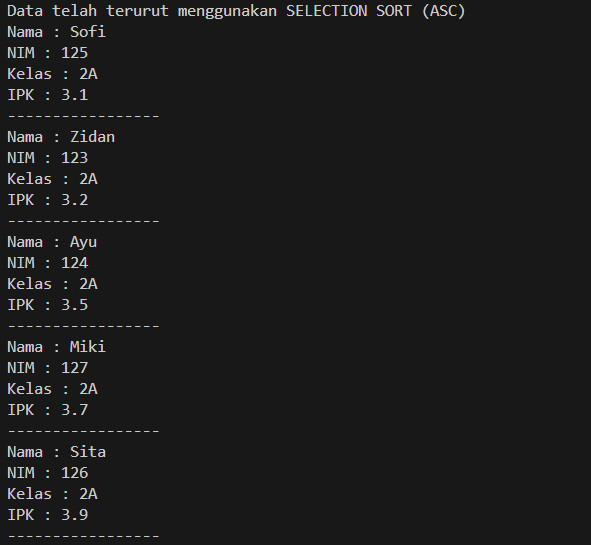 Data telah terurut menggunakan SELECTION SORT (ASC)
Nama : Sofi
NIM : 125
Kelas : 2A
IPK : 3.1
-----------------
Nama : Zidan
NIM : 123
Kelas : 2A
IPK : 3.2
-----------------
Nama : Ayu
NIM : 124
Kelas : 2A
IPK : 3.5
-----------------
Nama : Miki
NIM : 127
Kelas : 2A
IPK : 3.7
-----------------
Nama : Sita
NIM : 126
Kelas : 2A
IPK : 3.9
-----------------